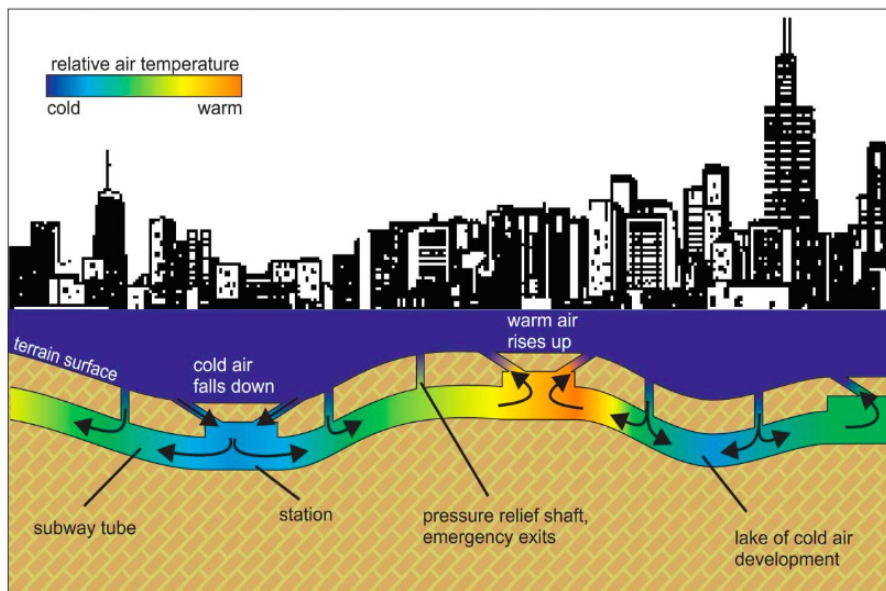 relative air temperature
cold
warm
terrain surface
cold air
falls down
warm air
rises up
subway tube
station
pressure relief shaft,
emergency exits
lake of cold air
development